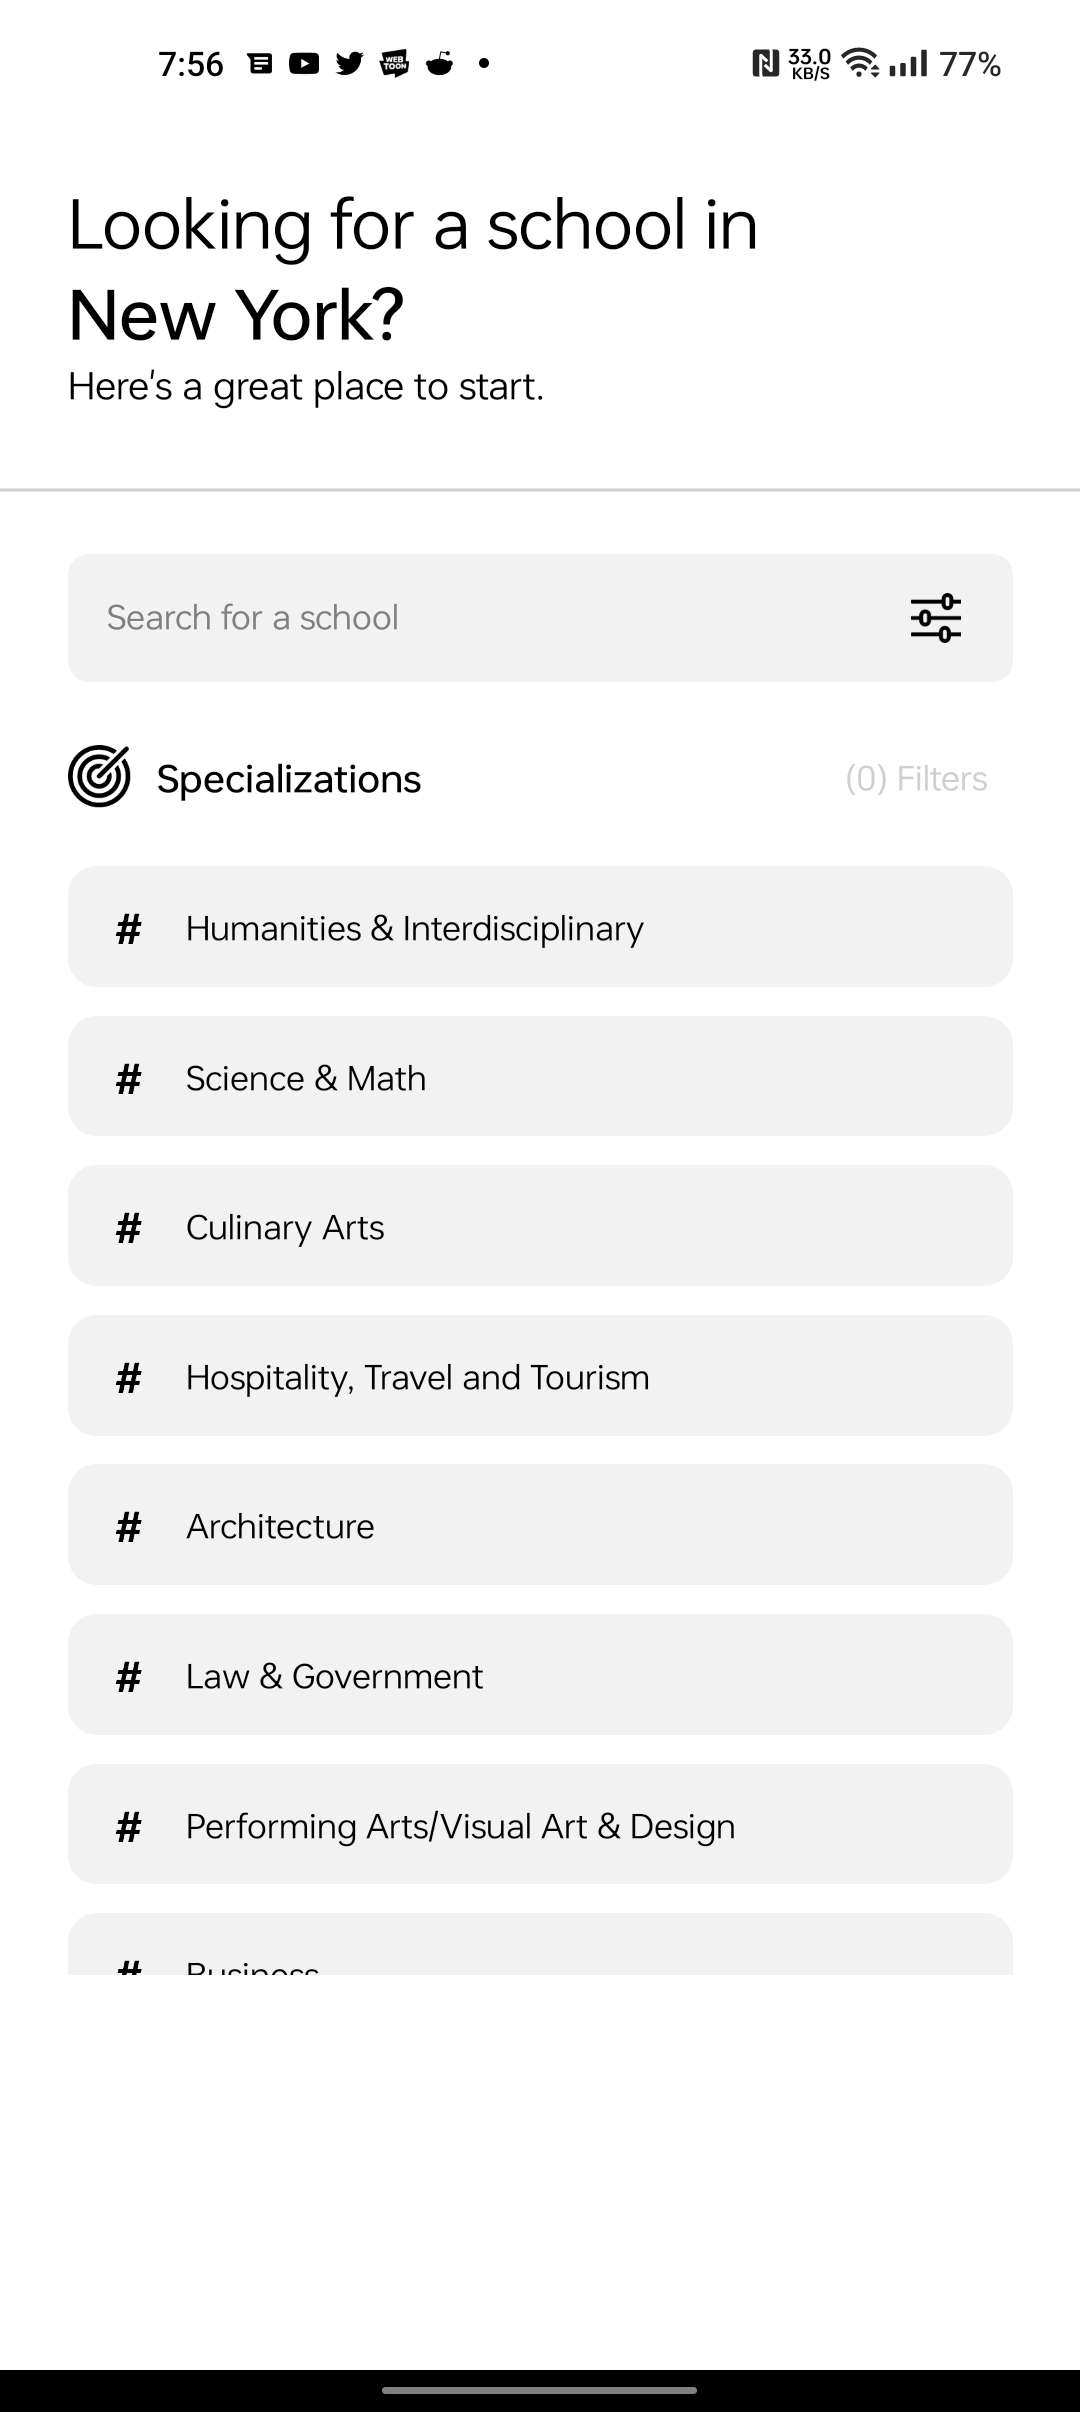 7:56 WEB TOON 33.0 KB/S 77%
Looking for a school in
New York?
Here's a great place to start.
Search for a school
Specializations (0) Filters
# Humanities & Interdisciplinary
# Science & Math
# Culinary Arts
# Hospitality, Travel and Tourism
# Architecture
# Law & Government
# Performing Arts/Visual Art & Design
# Business